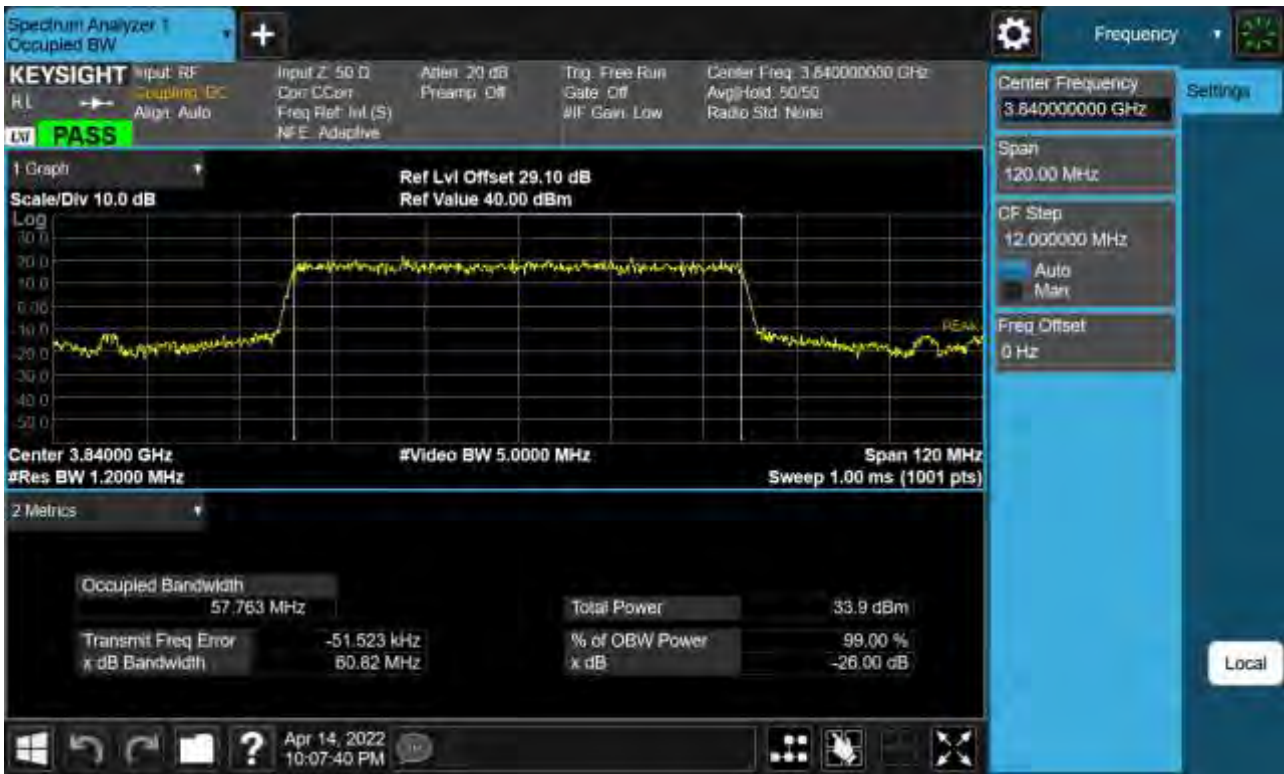 Spectrum Analyzer 1
Occupied BW
+
Frequency
KEYSIGHT Input: RF
Input Z: 50 Ω
Atten: 20 dB
Trig: Free Run
Center Freq: 3.840000000 GHz
R L
Coupling: DC
Corr CCorr
Preamp: Off
Gate: Off
Avg|Hold: 50/50
Align: Auto
Freq Ref: Int (S)
#IF Gain: Low
Radio Std: None
PASS
NFE: Adaptive
Center Frequency
3.840000000 GHz
Settings
Span
120.00 MHz
CF Step
12.000000 MHz
Auto
Man
Freq Offset
0 Hz
1 Graph
Ref Lvl Offset 29.10 dB
Scale/Div 10.0 dB
Ref Value 40.00 dBm
Log
30.0
20.0
10.0
0.00
-10.0
-20.0
-30.0
-40.0
-50.0
PEAK
Center 3.84000 GHz
#Video BW 5.0000 MHz
Span 120 MHz
#Res BW 1.2000 MHz
Sweep 1.00 ms (1001 pts)
2 Metrics
Occupied Bandwidth
57.763 MHz
Total Power
33.9 dBm
Transmit Freq Error
-51.523 kHz
% of OBW Power
99.00 %
x dB Bandwidth
60.82 MHz
x dB
-26.00 dB
Local
?
Apr 14, 2022
10:07:40 PM